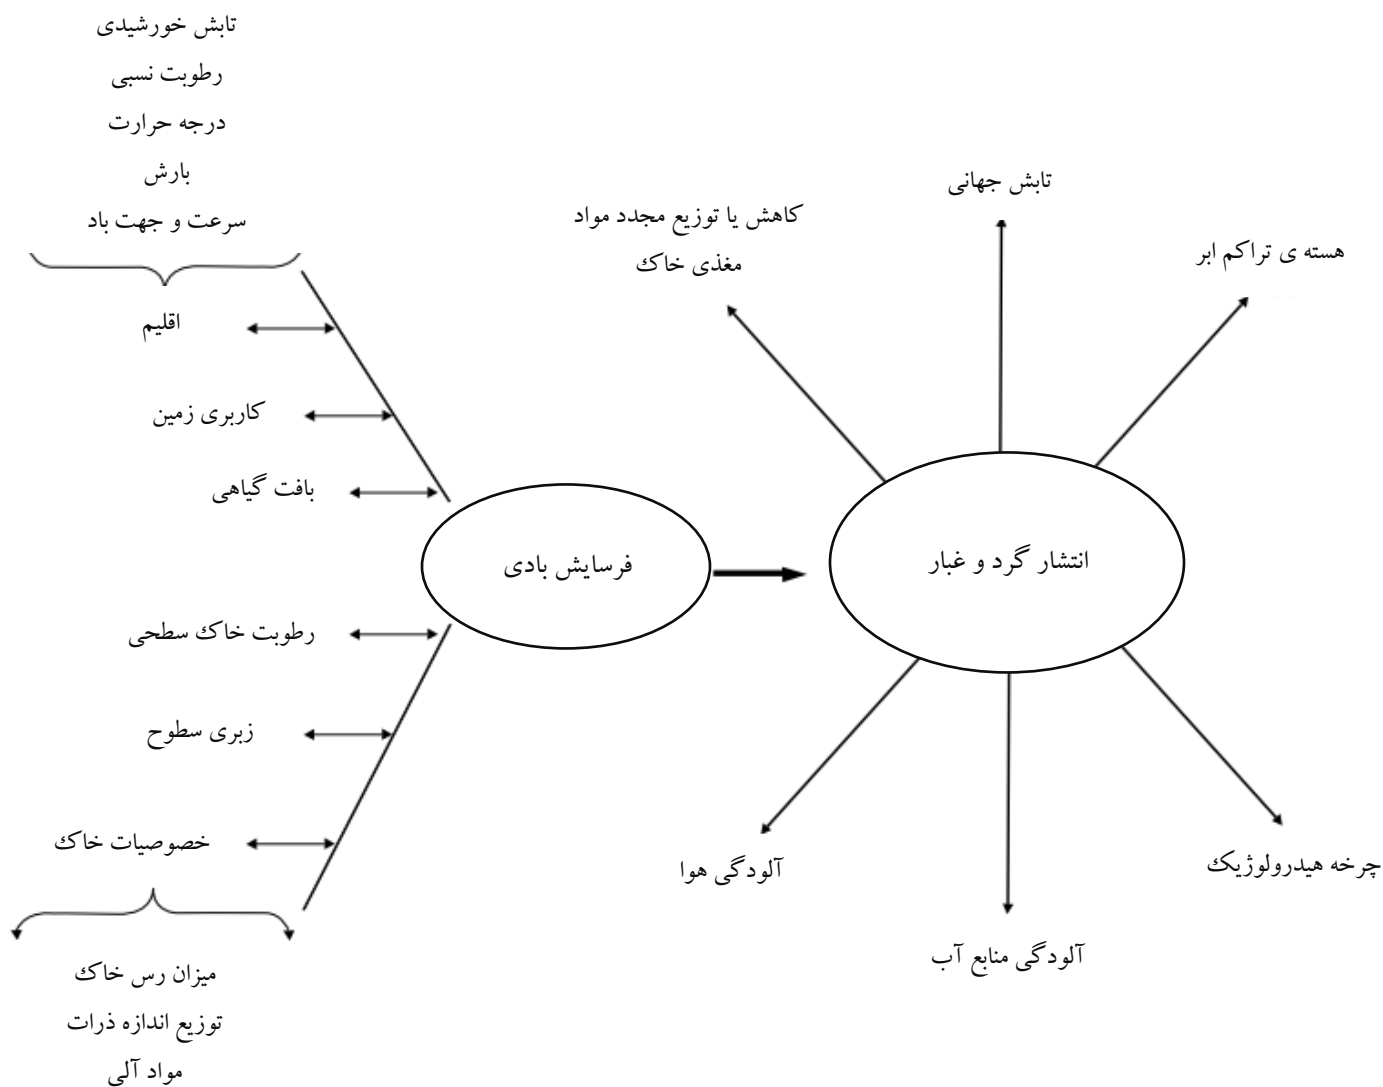 تابش خورشیدی
رطوبت نسبی
درجه حرارت
بارش
سرعت و جهت باد
اقلیم
کاربری زمین
بافت گیاهی
رطوبت خاک سطحی
زبری سطوح
خصوصیات خاک
میزان رس خاک
توزیع اندازه ذرات
مواد آلی
فرسایش بادی
انتشار گرد و غبار
کاهش یا توزیع مجدد مواد
مغذی خاک
تابش جهانی
هسته ی تراکم ابر
آلودگی هوا
آلودگی منابع آب
چرخه هیدرولوژیک